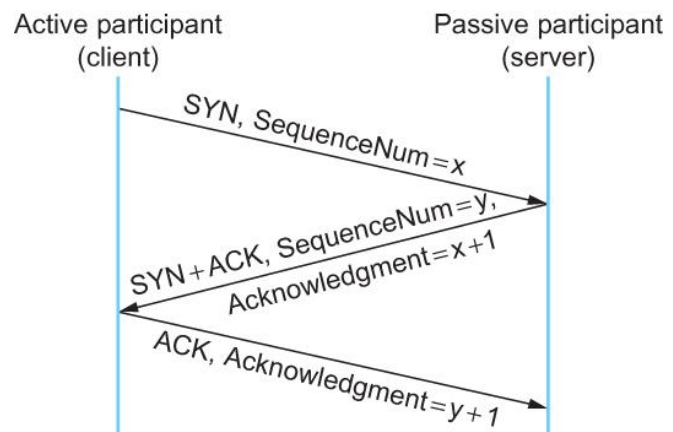 Active participant
(client)
Passive participant
(server)
SYN, SequenceNum=x
SYN+ACK, SequenceNum=y,
Acknowledgment=x+1
ACK, Acknowledgment=y+1